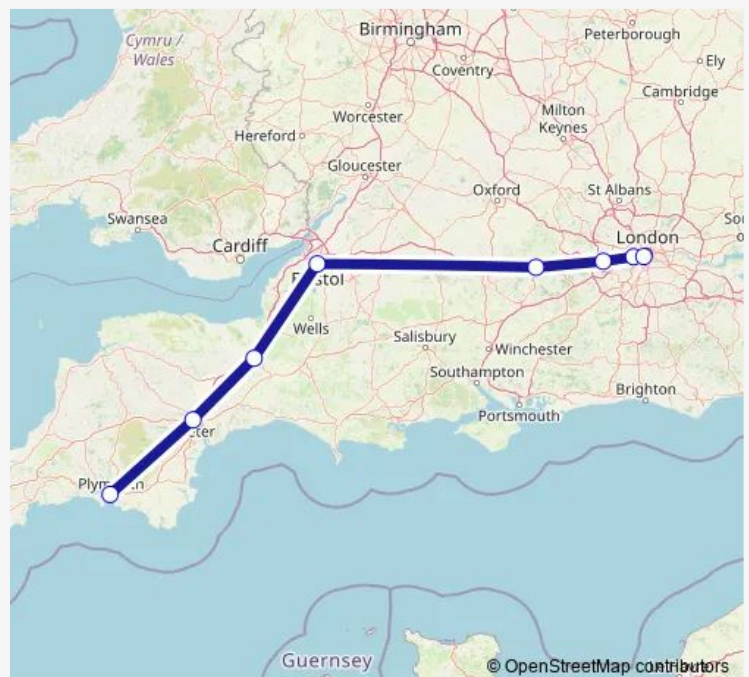 Birmingham
Peterborough
Cymru /
Wales
Ely
Coventry
Cambridge
Worcester
Milton
Keynes
Hereford
Gloucester
Oxford
St Albans
Swansea
Cardiff
London
Wells
Salisbury
Winchester
Southampton
Portsmouth
Brighton
Guernsey
© OpenStreetMap contributors